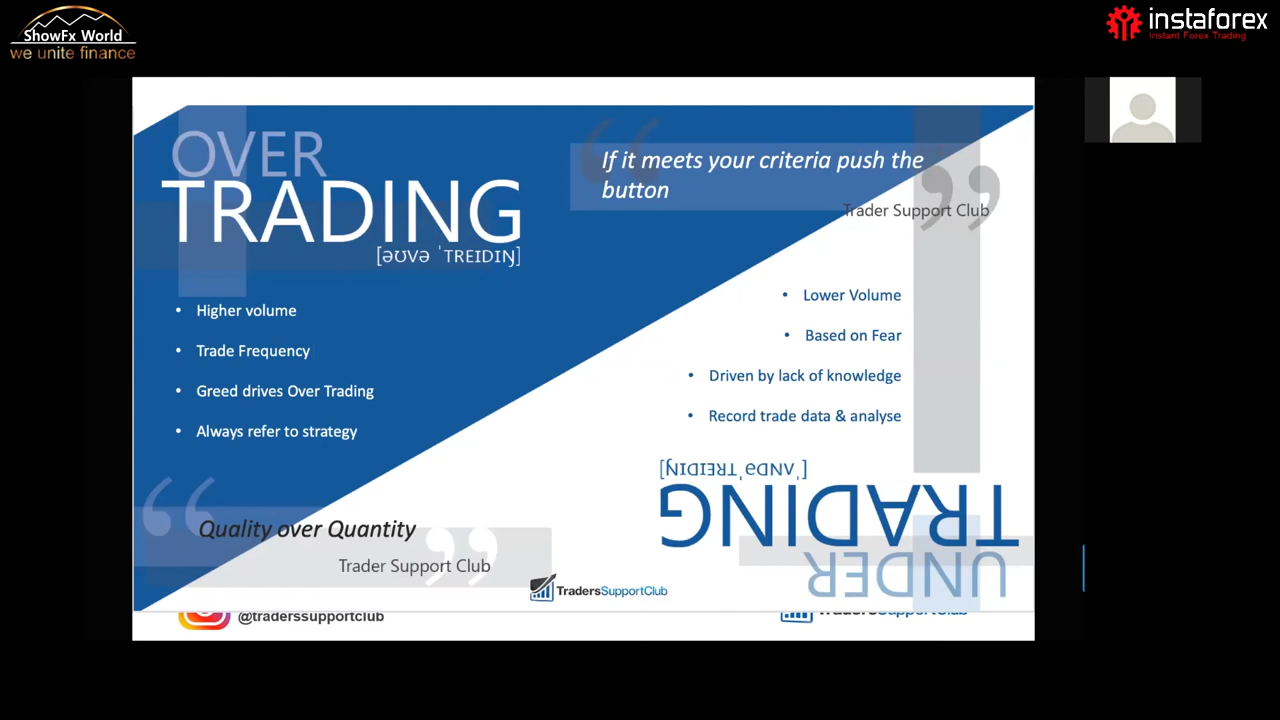 ShowFx World
we unite finance
instaforex
Instant Forex Trading
OVER
TRADING
[əʊvə ˈTREIDIŊ]
Higher volume
Trade Frequency
Greed drives Over Trading
Always refer to strategy
“ Quality over Quantity ”
Trader Support Club
“ If it meets your criteria push the
button ”
Trader Support Club
Lower Volume
Based on Fear
Driven by lack of knowledge
Record trade data & analyse
UNDER
TRADING
[ˈʌNDəˌTREIDIŊ]
TradersSupportClub
@traderssupportclub
TradersSupportClub